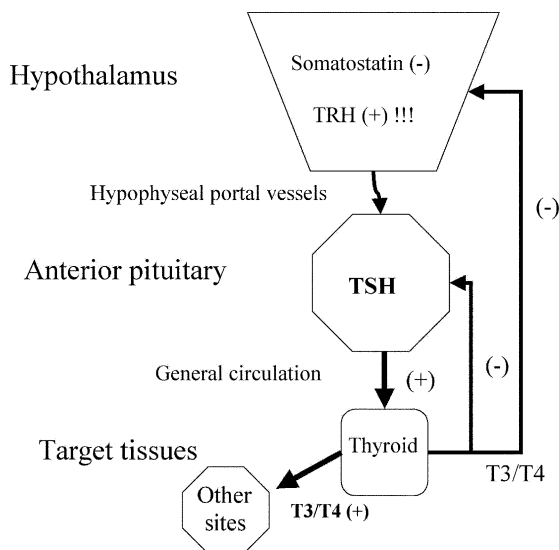 Hypothalamus
Somatostatin (-)
TRH (+) !!!
Hypophyseal portal vessels
(-)
Anterior pituitary
TSH
General circulation
(+)
(-)
Target tissues
Thyroid
T3/T4
Other
sites
T3/T4 (+)